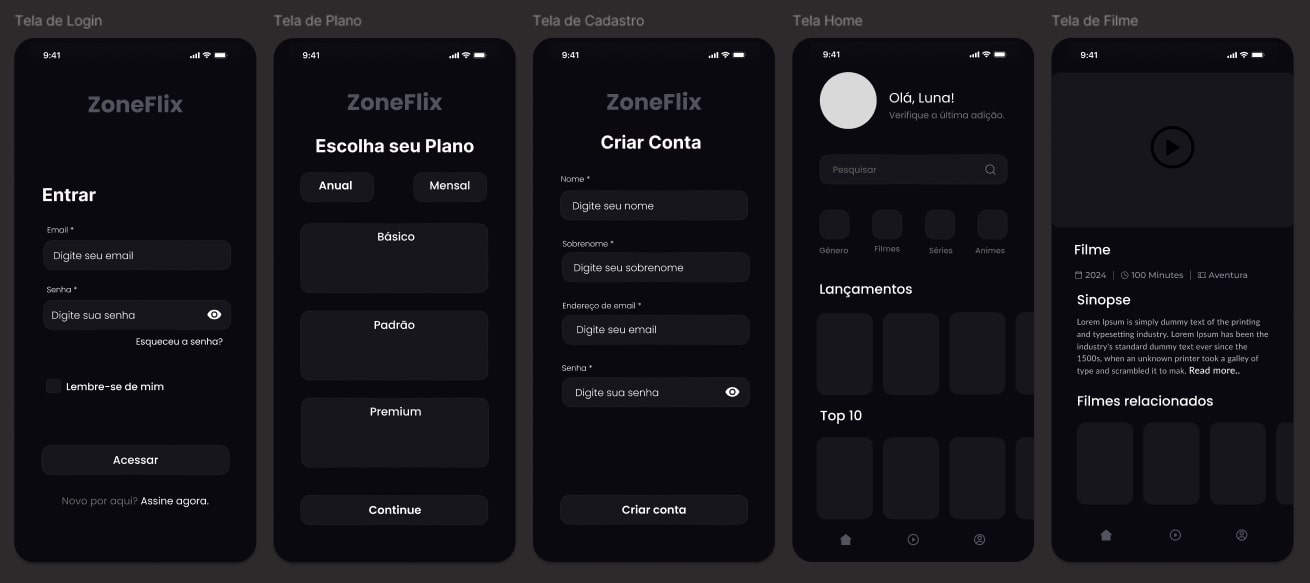 Tela de Login
9:41
ZoneFlix
Entrar
Email *
Digite seu email
Senha *
Digite sua senha
Esqueceu a senha?
Lembre-se de mim
Acessar
Novo por aqui? Assine agora.
Tela de Plano
9:41
ZoneFlix
Escolha seu Plano
Anual
Mensal
Básico
Padrão
Premium
Continue
Tela de Cadastro
9:41
ZoneFlix
Criar Conta
Nome *
Digite seu nome
Sobrenome *
Digite seu sobrenome
Endereço de email *
Digite seu email
Senha *
Digite sua senha
Criar conta
Tela Home
9:41
Olá, Luna!
Verifique a última adição.
Pesquisar
Gênero
Filmes
Séries
Animes
Lançamentos
Top 10
Tela de Filme
9:41
Filme
2024 | 100 Minutes | Aventura
Sinopse
Lorem Ipsum is simply dummy text of the printing
and typesetting industry. Lorem Ipsum has been the
industry's standard dummy text ever since the
1500s, when an unknown printer took a galley of
type and scrambled it to mak. Read more..
Filmes relacionados